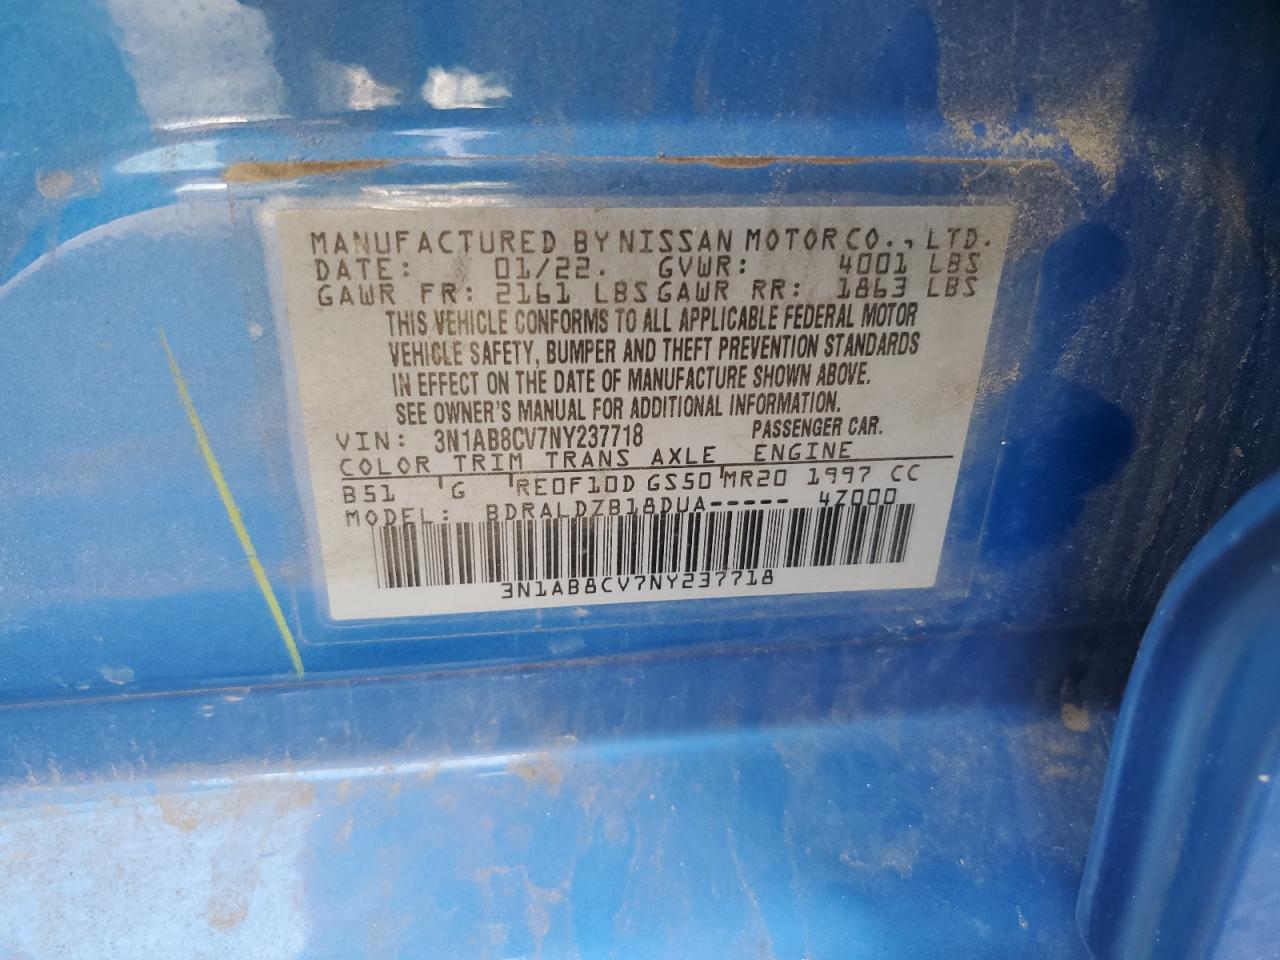 MANUFACTURED BY NISSAN MOTOR CO., LTD.
DATE: 01/22. GVWR: 4001 LBS
GAWR FR: 2161 LBS GAWR RR: 1863 LBS
THIS VEHICLE CONFORMS TO ALL APPLICABLE FEDERAL MOTOR
VEHICLE SAFETY, BUMPER AND THEFT PREVENTION STANDARDS
IN EFFECT ON THE DATE OF MANUFACTURE SHOWN ABOVE.
SEE OWNER'S MANUAL FOR ADDITIONAL INFORMATION.
VIN: 3N1AB8CV7NY237718 PASSENGER CAR.
COLOR TRIM TRANS AXLE ENGINE
B51 G RE0F10D GS50 MR20 1997 CC
MODEL: BDRALDZB18DUA----- 4Z000
3N1AB8CV7NY237718